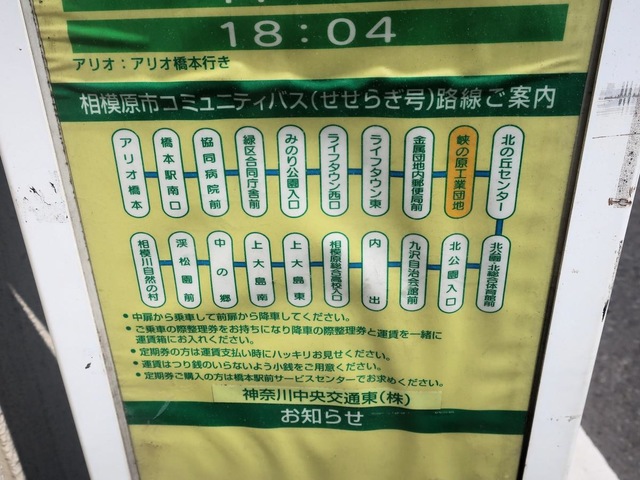 18:04
アリオ:アリオ橋本行き
相模原市コミュニティバス(せせらぎ号)路線ご案内
アリオ橋本
橋本駅南口
協同病院前
緑区合同庁舎前
みのり公園入口
ライフタウン西口
ライフタウン東
金属団地内郵便局前
峡の原工業団地
北の丘センター
相模川自然の村
渓松園前
中の郷
上大島南
上大島東
相模原総合高校入口
内出
九沢自治会館前
北公園入口
北公園・北総合体育館前
●中扉から乗車して前扉から降車してください。
●ご乗車の際整理券をお持ちになり降車の際整理券と運賃を一緒に
運賃箱にお入れください。
●定期券の方は運賃支払い時にハッキリお見せください。
●運賃はつり銭のいらないよう小銭をご用意ください。
●定期券ご購入の方は橋本駅前サービスセンターでお求めください。
神奈川中央交通東(株)
お知らせ